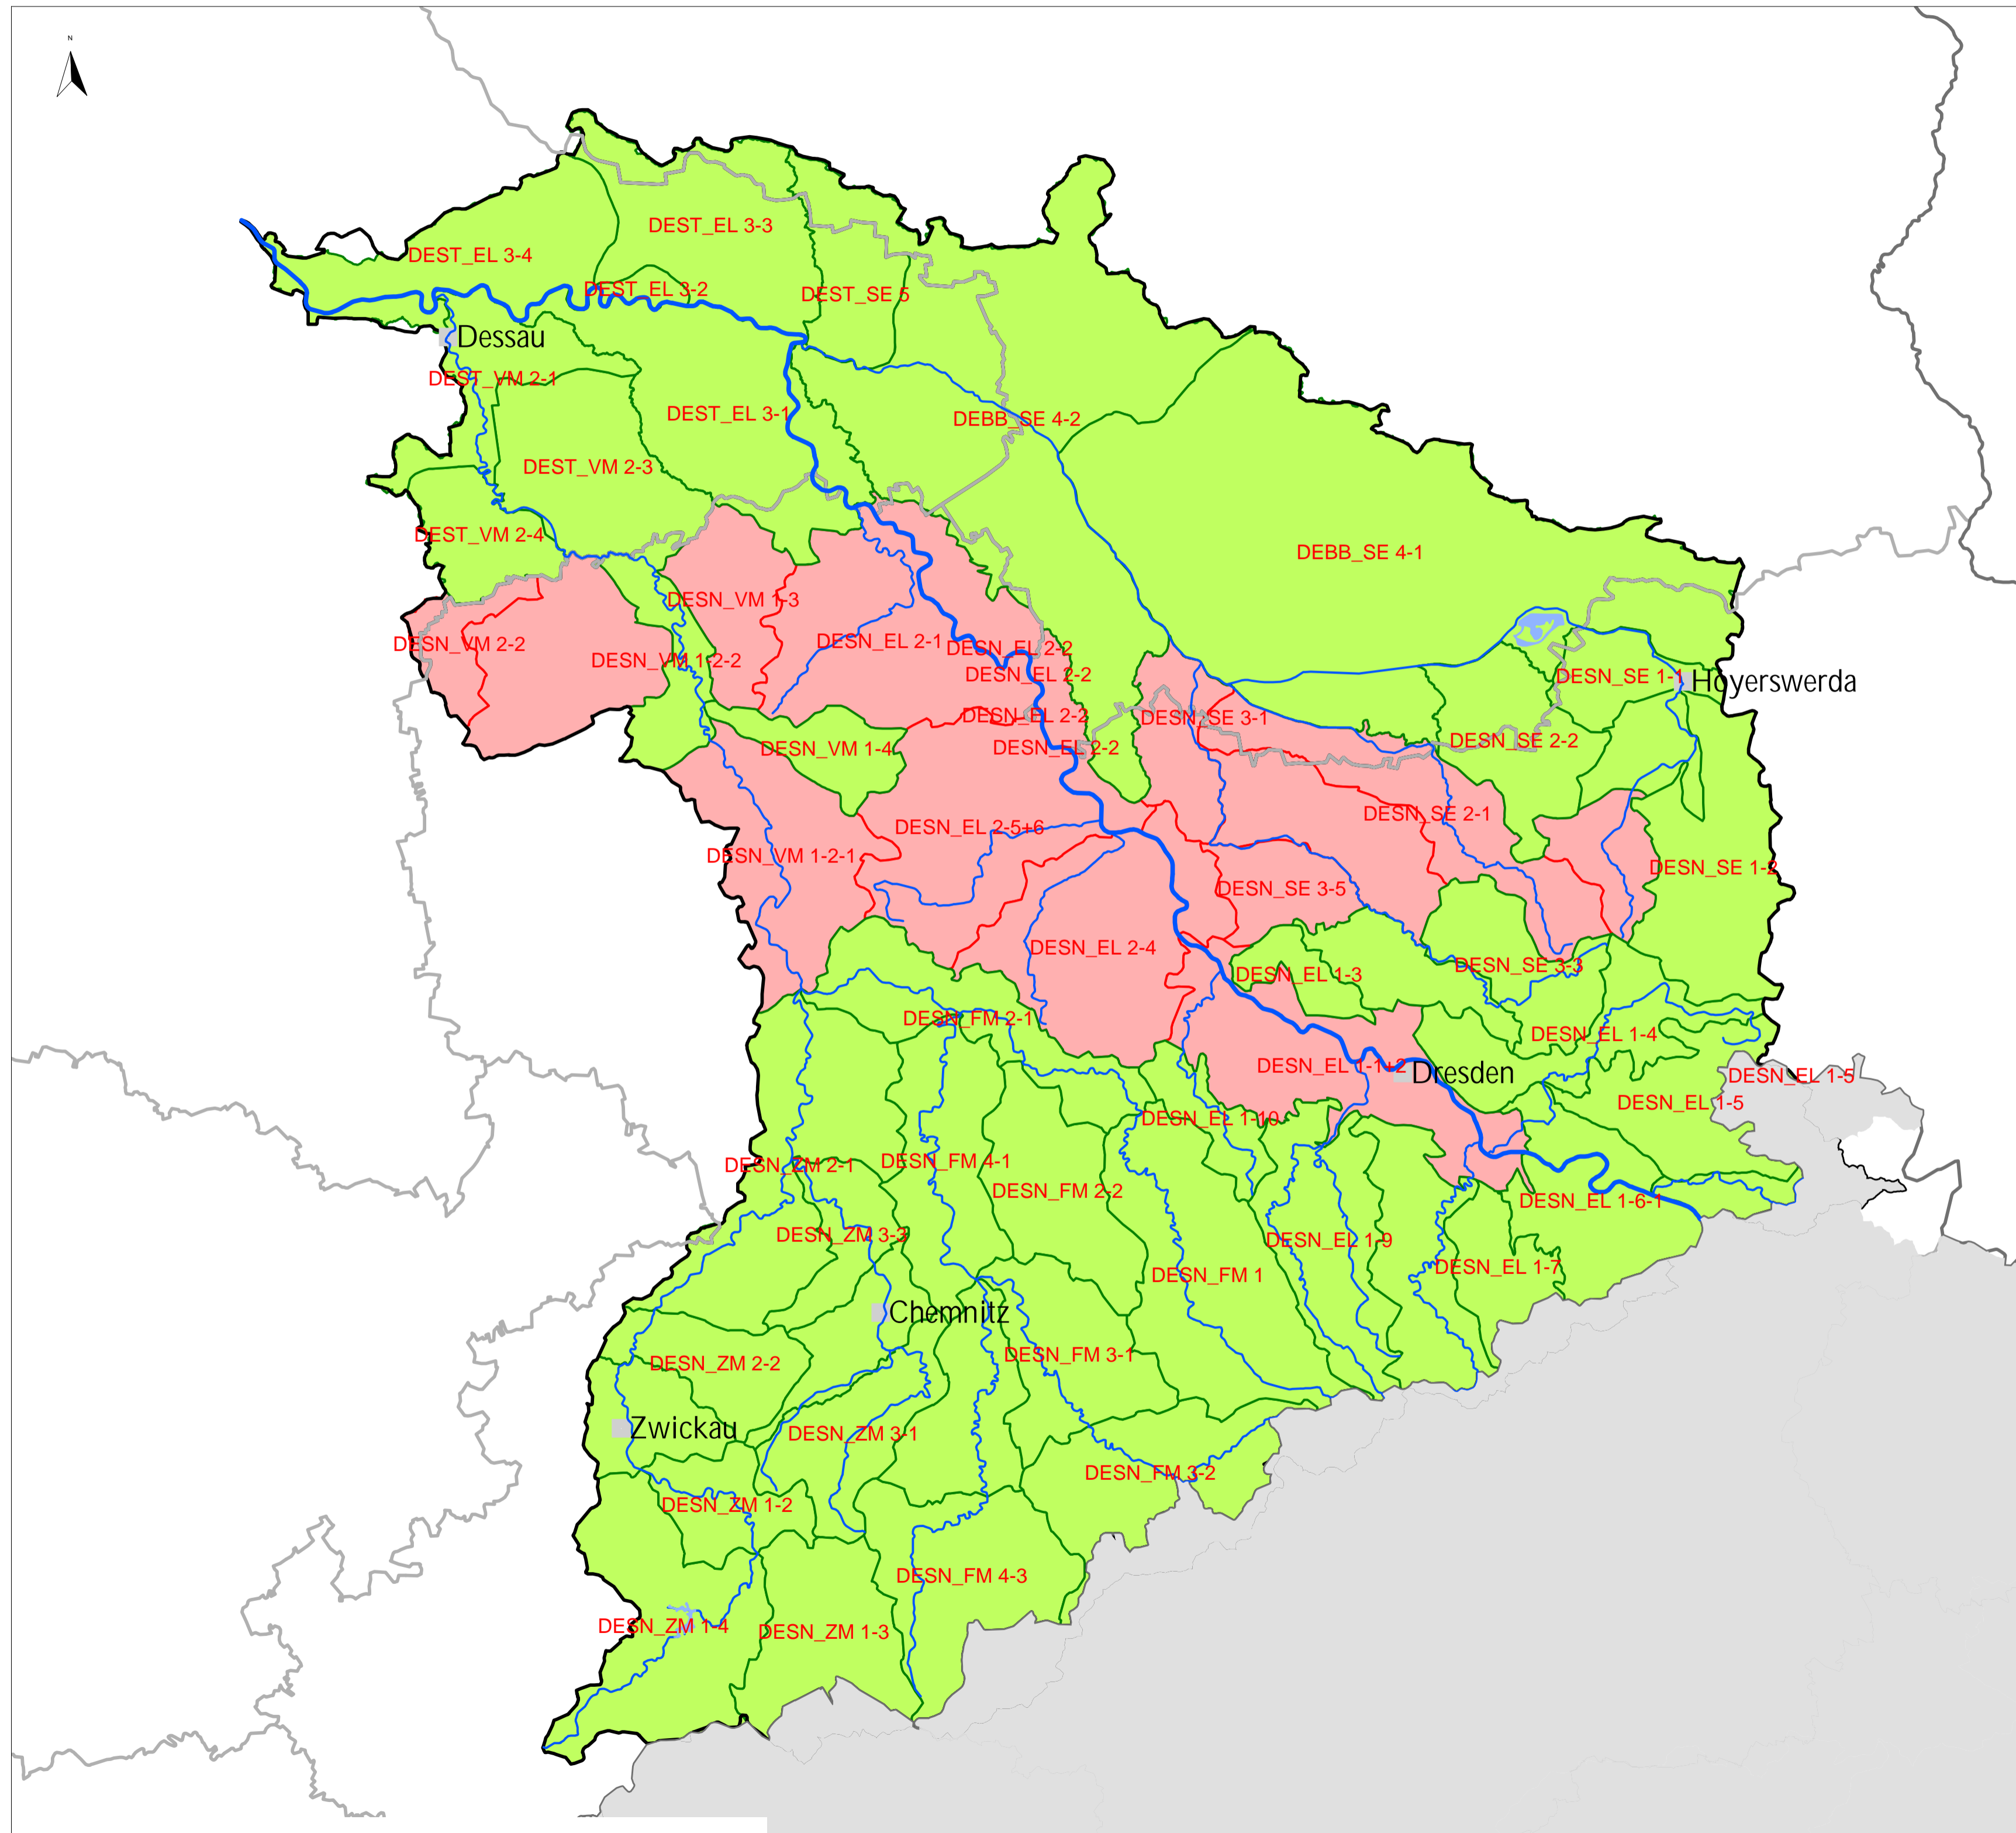 N
DEST_EL 3-3
DEST_EL 3-4
DEST_EL 3-2
DEST_SE 5
Dessau
DEST_VM 2-1
DEST_EL 3-1
DEBB_SE 4-2
DEST_VM 2-3
DEST_VM 2-4
DEBB_SE 4-1
DESN_VM 1-3
DESN_VM 2-2
DESN_EL 2-1
DESN_EL 2-2
DESN_VM 1-2-2
DESN_EL 2-2
DESN_SE 1-1
Hoyerswerda
DESN_EL 2-2
DESN_SE 3-1
DESN_VM 1-4
DESN_EL 2-2
DESN_SE 2-2
DESN_SE 2-1
DESN_EL 2-5+6
DESN_VM 1-2-1
DESN_SE 1-2
DESN_SE 3-5
DESN_EL 2-4
DESN_SE 3-3
DESN_EL 1-3
DESN_FM 2-1
DESN_EL 1-4
DESN_EL 1-1+2
Dresden
DESN_EL 1-5
DESN_EL 1-5
DESN_EL 1-10
DESN_ZM 2-1
DESN_FM 4-1
DESN_FM 2-2
DESN_EL 1-6-1
DESN_ZM 3-3
DESN_EL 1-9
DESN_FM 1
DESN_EL 1-7
Chemnitz
DESN_ZM 2-2
DESN_FM 3-1
Zwickau
DESN_ZM 3-1
DESN_FM 3-2
DESN_ZM 1-2
DESN_FM 4-3
DESN_ZM 1-4
DESN_ZM 1-3